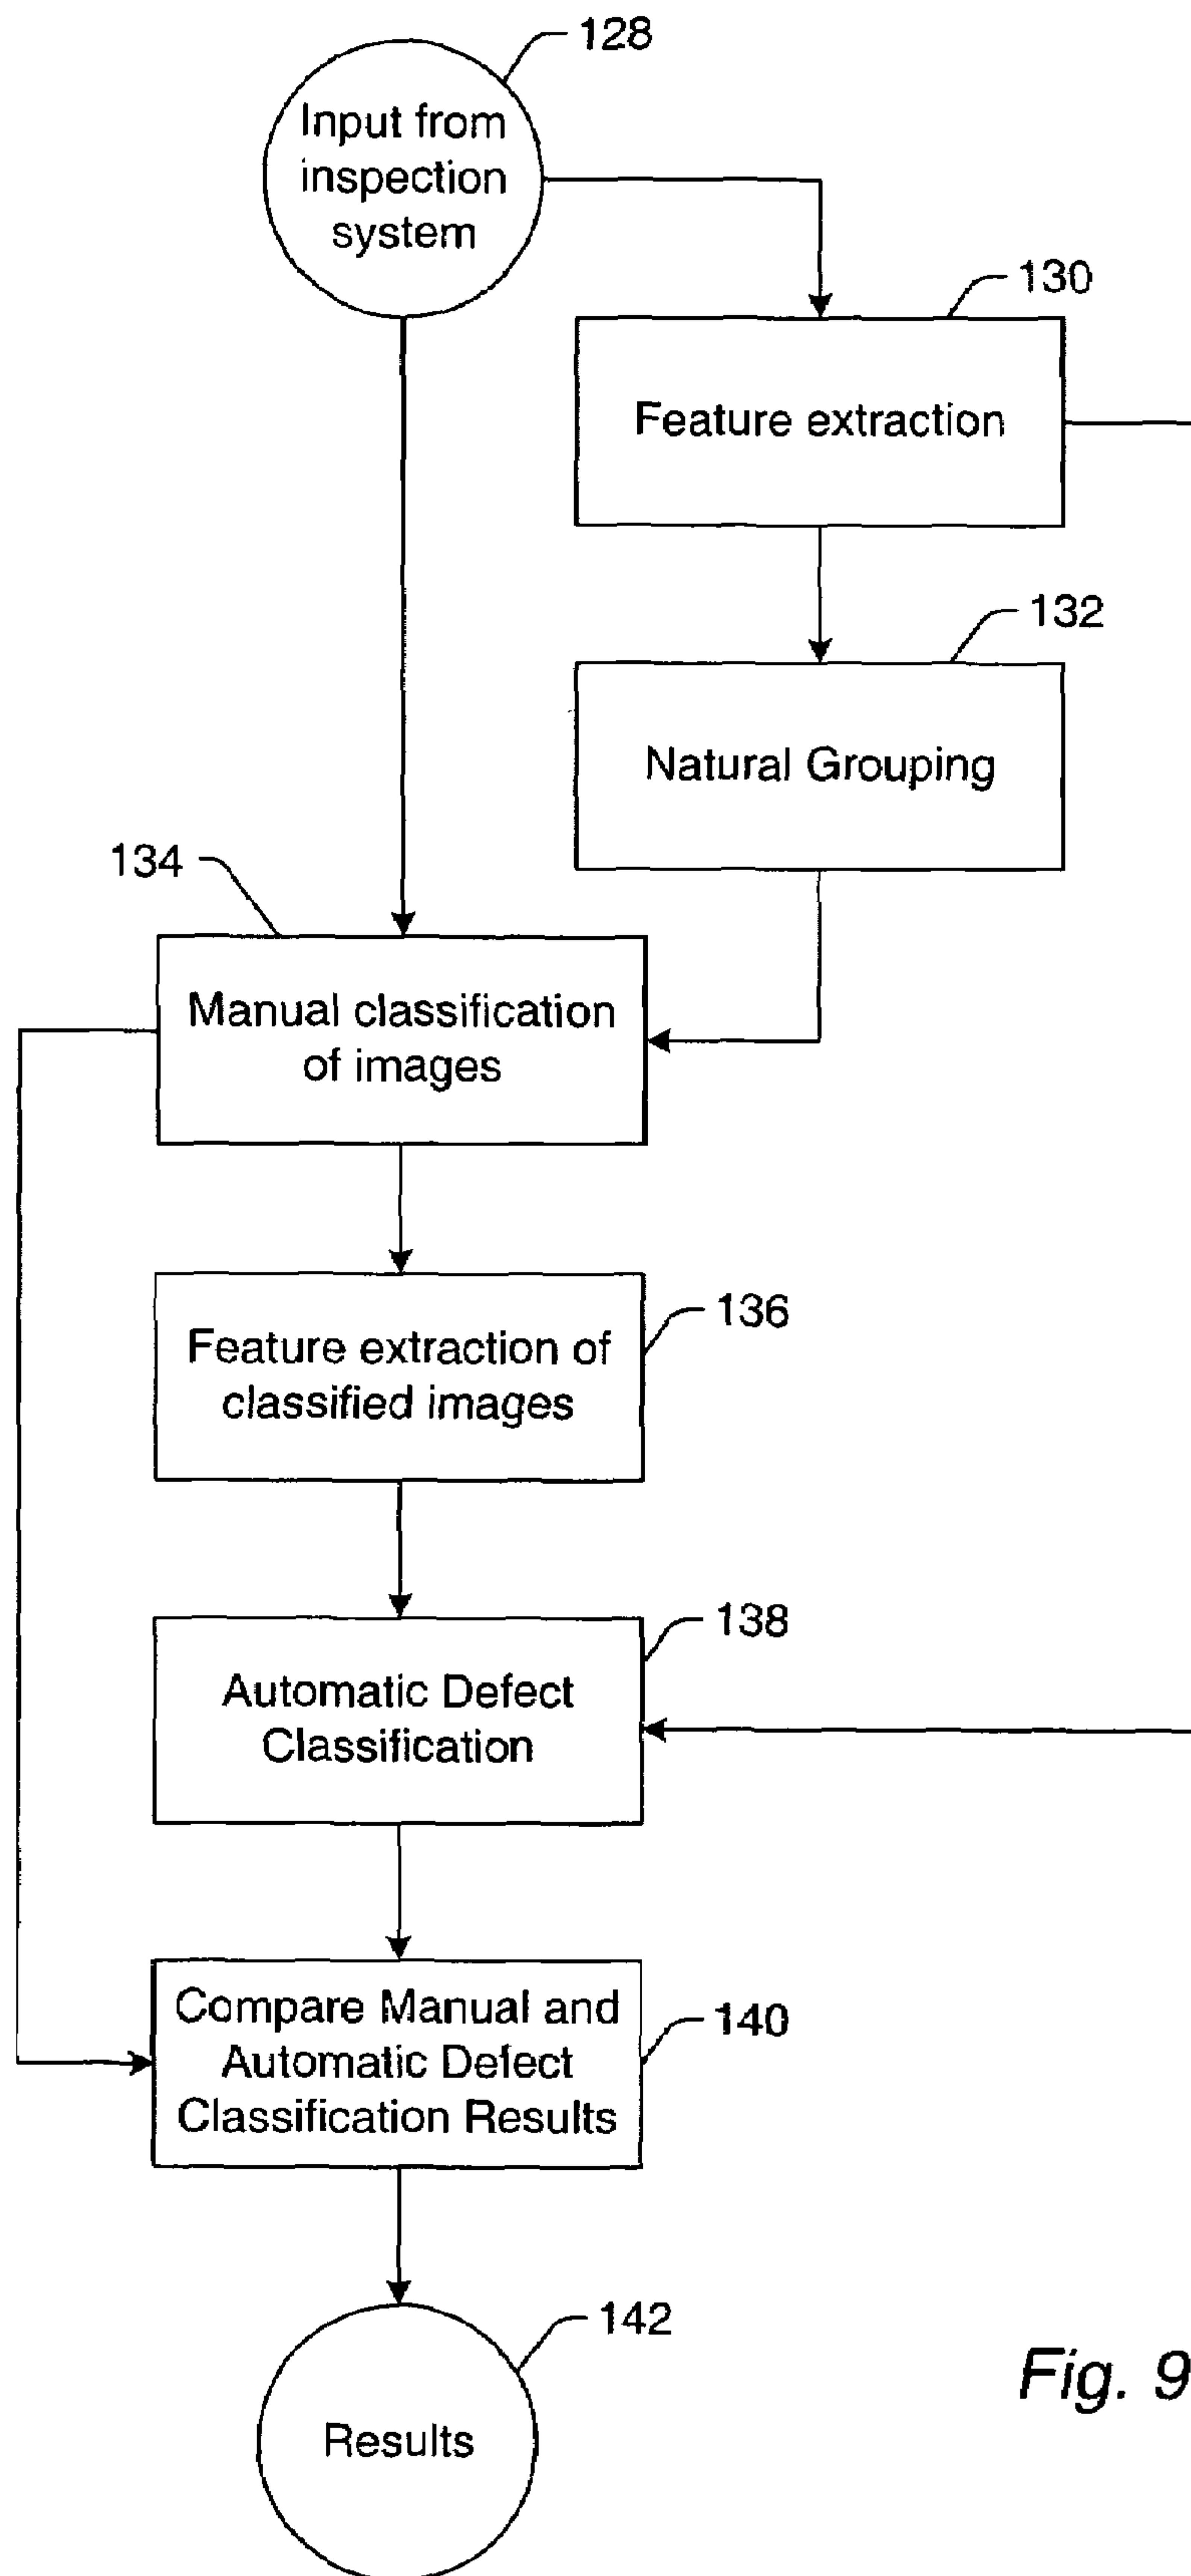 128
Input from
inspection
system
130
Feature extraction
132
Natural Grouping
134
Manual classification
of images
136
Feature extraction of
classified images
138
Automatic Defect
Classification
140
Compare Manual and
Automatic Defect
Classification Results
142
Results
Fig. 9